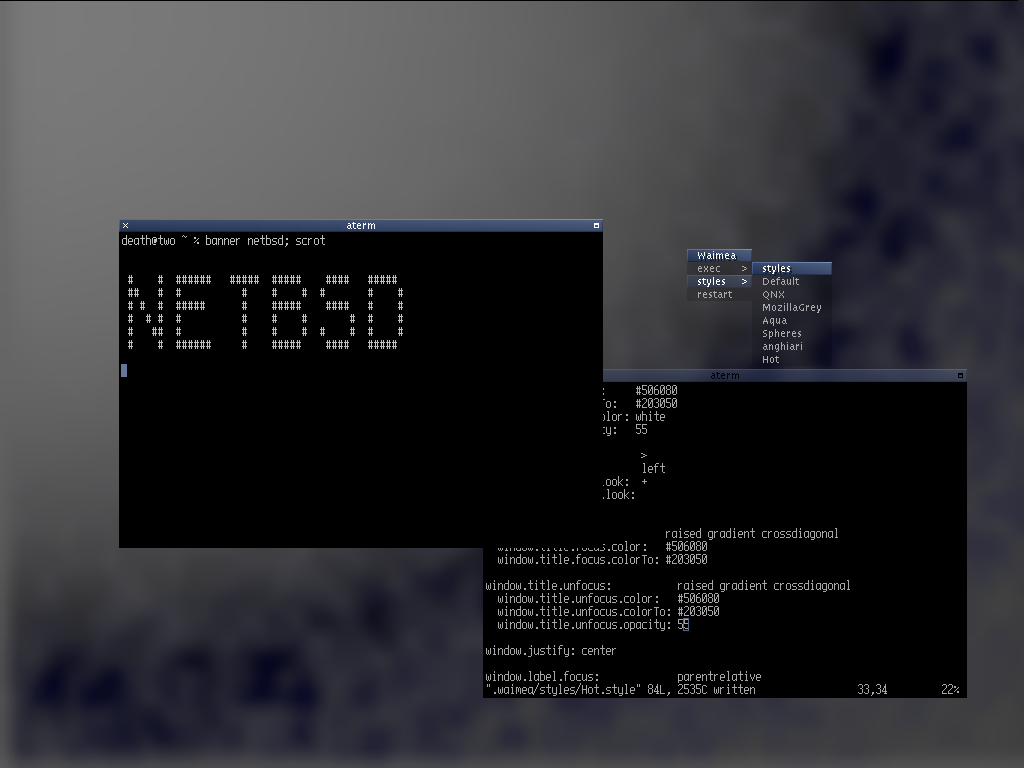 aterm
death@two ~ % banner netbsd; scrot
NETBSD
Waimea
exec >
styles >
restart
styles
Default
QNX
MozillaGrey
Aqua
Spheres
anghiari
Hot
aterm
: #506080
To: #203050
olor: white
ty: 55
>
left
look: +
.look:
raised gradient crossdiagonal
window.title.focus.color: #506080
window.title.focus.colorTo: #203050
window.title.unfocus: raised gradient crossdiagonal
window.title.unfocus.color: #506080
window.title.unfocus.colorTo: #203050
window.title.unfocus.opacity: 55
window.justify: center
window.label.focus: parentrelative
".waimea/styles/Hot.style" 84L, 2535C written 33,34 22%